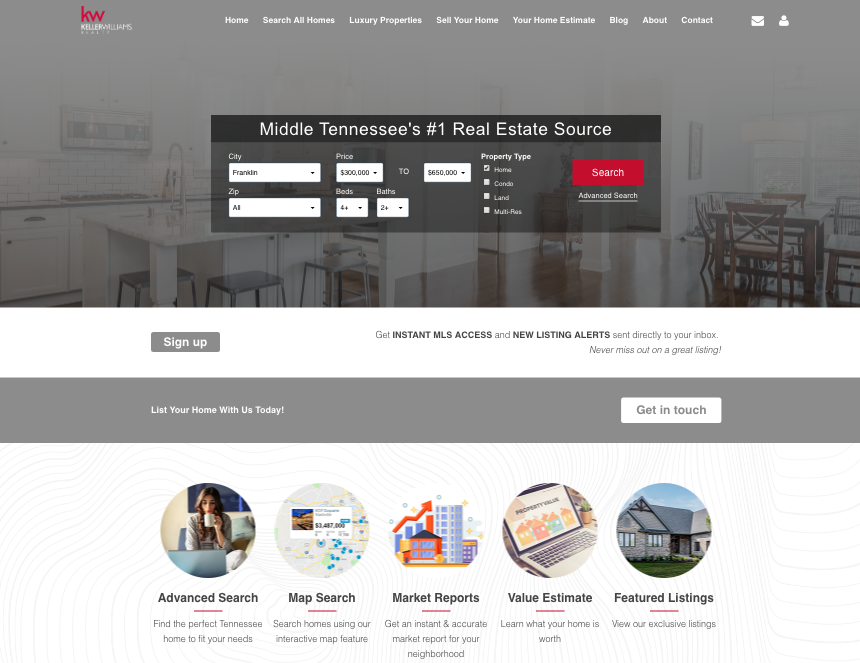 kw
KELLERWILLIAMS.
REALTY
Home Search All Homes Luxury Properties Sell Your Home Your Home Estimate Blog About Contact
Middle Tennessee's #1 Real Estate Source
City Price Property Type
Franklin $300,000 TO $650,000
Home
Condo
Land
Multi-Res
Search
Advanced Search
Zip Beds Baths
All 4+ 2+
Sign up
Get INSTANT MLS ACCESS and NEW LISTING ALERTS sent directly to your inbox.
Never miss out on a great listing!
List Your Home With Us Today!
Get in touch
$3,487,000
PROPERTY VALUE
Advanced Search
Find the perfect Tennessee
home to fit your needs
Map Search
Search homes using our
interactive map feature
Market Reports
Get an instant & accurate
market report for your
neighborhood
Value Estimate
Learn what your home is
worth
Featured Listings
View our exclusive listings